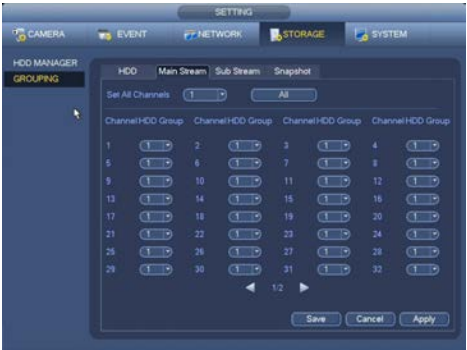 SETTING
CAMERA EVENT NETWORK STORAGE SYSTEM
HDD MANAGER
GROUPING
HDD Main Stream Sub Stream Snapshot
Set All Channels 1 All
Channel HDD Group Channel HDD Group Channel HDD Group Channel HDD Group
1 1 2 1 3 1 4 1
5 1 6 1 7 1 8 1
9 1 10 1 11 1 12 1
13 1 14 1 15 1 16 1
17 1 18 1 19 1 20 1
21 1 22 1 23 1 24 1
25 1 26 1 27 1 28 1
29 1 30 1 31 1 32 1
1/2
Save Cancel Apply